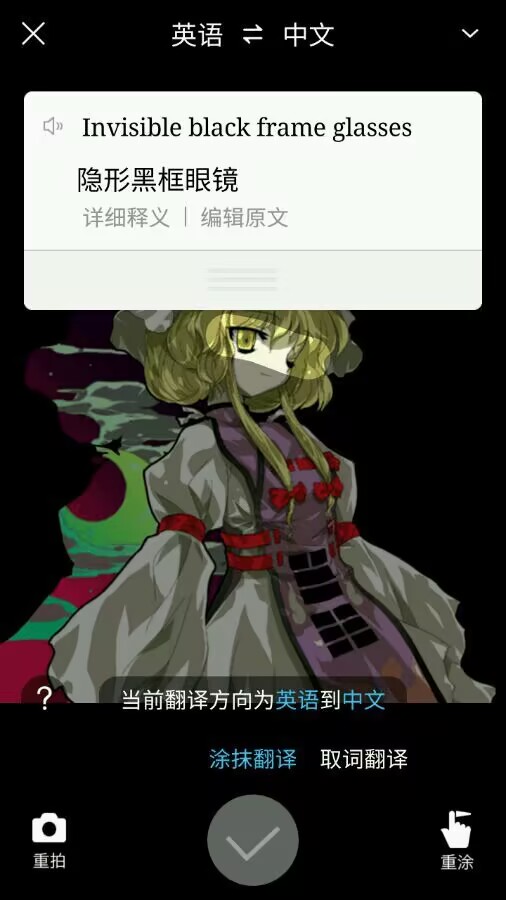 英语 ⇌ 中文
Invisible black frame glasses
隐形黑框眼镜
详细释义 | 编辑原文
? 当前翻译方向为英语到中文
涂抹翻译 取词翻译
重拍 重涂